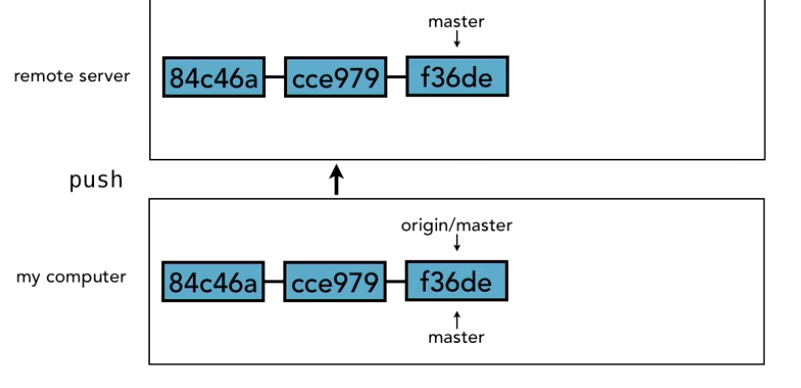 master
remote server
84c46a
cce979
f36de
push
origin/master
my computer
84c46a
cce979
f36de
master